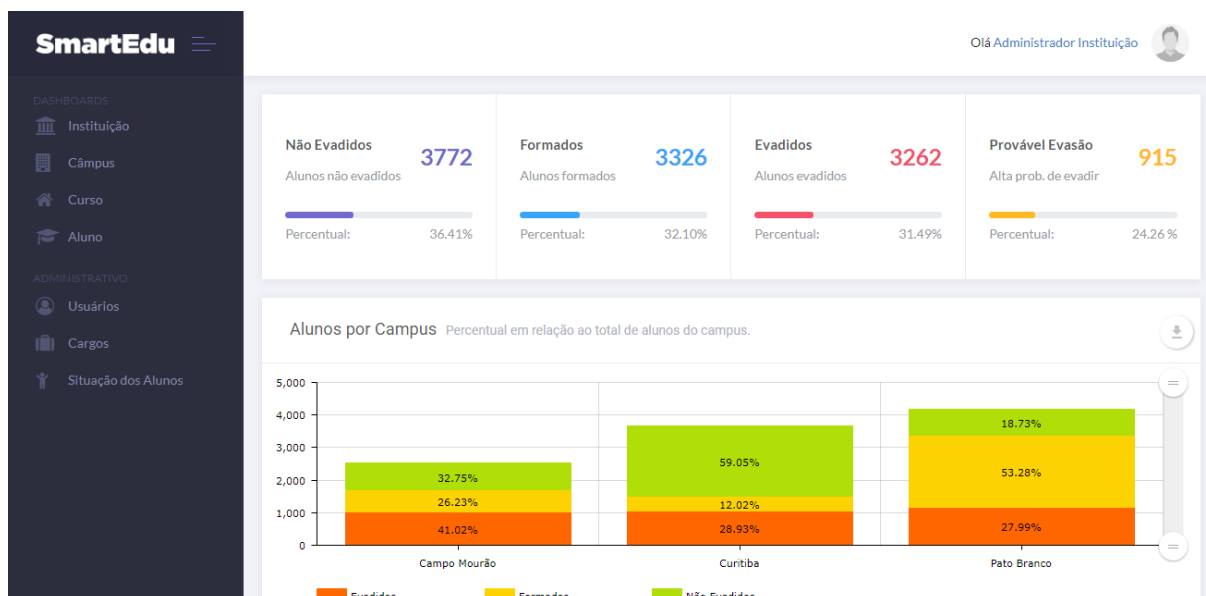 SmartEdu
Olá Administrador Instituição
DASHBOARDS
Instituição
Câmpus
Curso
Aluno
ADMINISTRATIVO
Usuários
Cargos
Situação dos Alunos
Não Evadidos
3772
Alunos não evadidos
Percentual: 36.41%
Formados
3326
Alunos formados
Percentual: 32.10%
Evadidos
3262
Alunos evadidos
Percentual: 31.49%
Provável Evasão
915
Alta prob. de evadir
Percentual: 24.26 %
Alunos por Campus Percentual em relação ao total de alunos do campus.
5,000
4,000
3,000
2,000
1,000
0
32.75%
26.23%
41.02%
59.05%
12.02%
28.93%
18.73%
53.28%
27.99%
Campo Mourão Curitiba Pato Branco
Evadidos Formados Não Evadidos